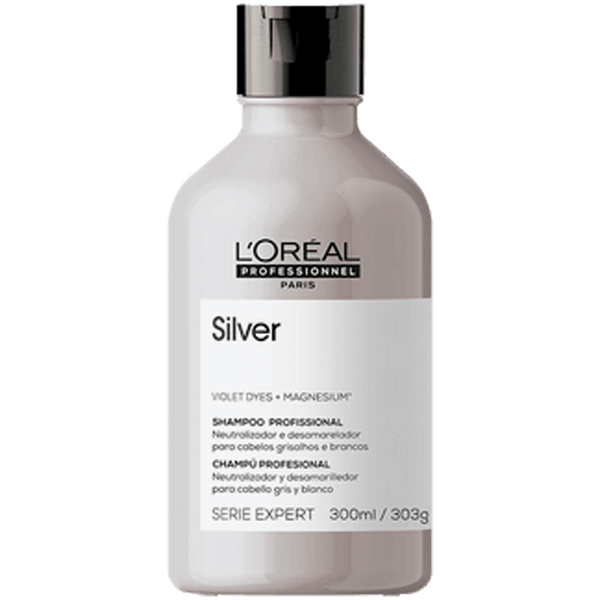 L'ORÉAL
PROFESSIONNEL
PARIS
Silver
VIOLET DYES + MAGNESIUM*
SHAMPOO PROFISSIONAL
Neutralizador e desamarelador
para cabelos grisalhos e brancos
CHAMPÚ PROFESIONAL
Neutralizador y desamarilledor
para cabello gris y blanco
SERIE EXPERT 300ml / 303g